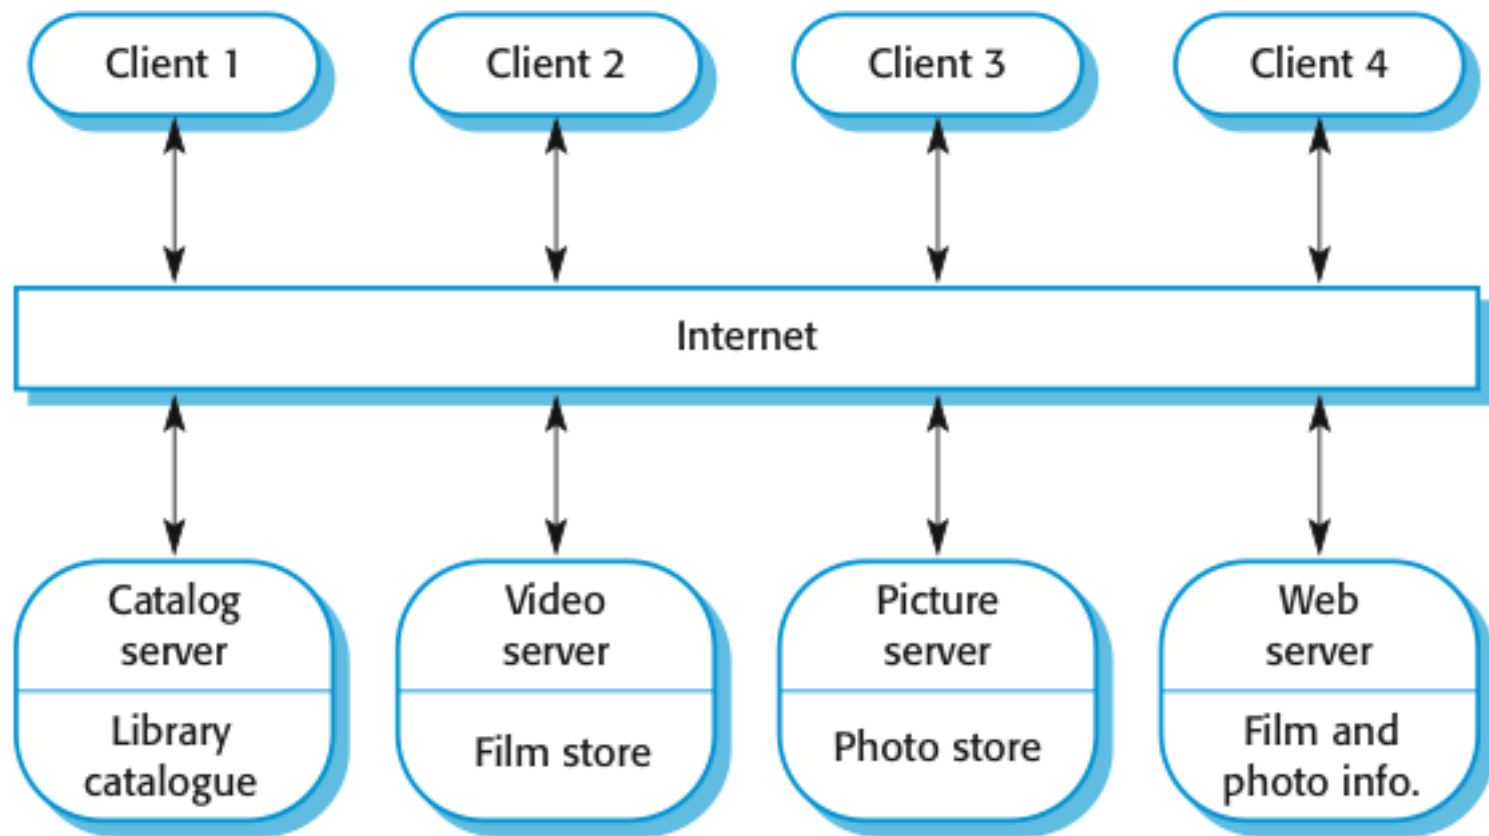 Client 1
Client 2
Client 3
Client 4
Internet
Catalog
server
Library
catalogue
Video
server
Film store
Picture
server
Photo store
Web
server
Film and
photo info.